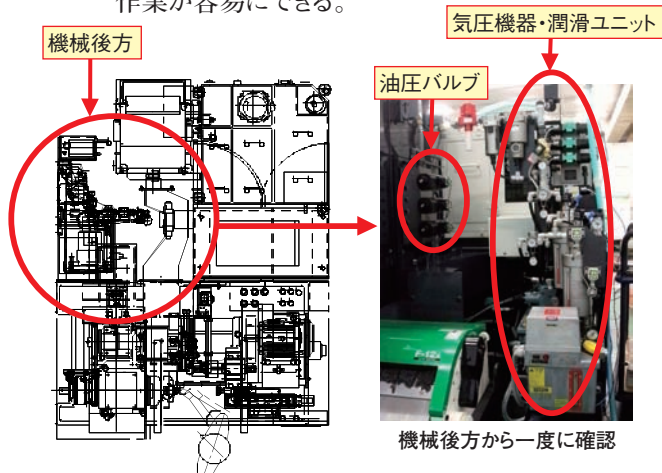 作業が容易にできる。
気圧機器・潤滑ユニット
機械後方
油圧バルブ
機械後方から一度に確認